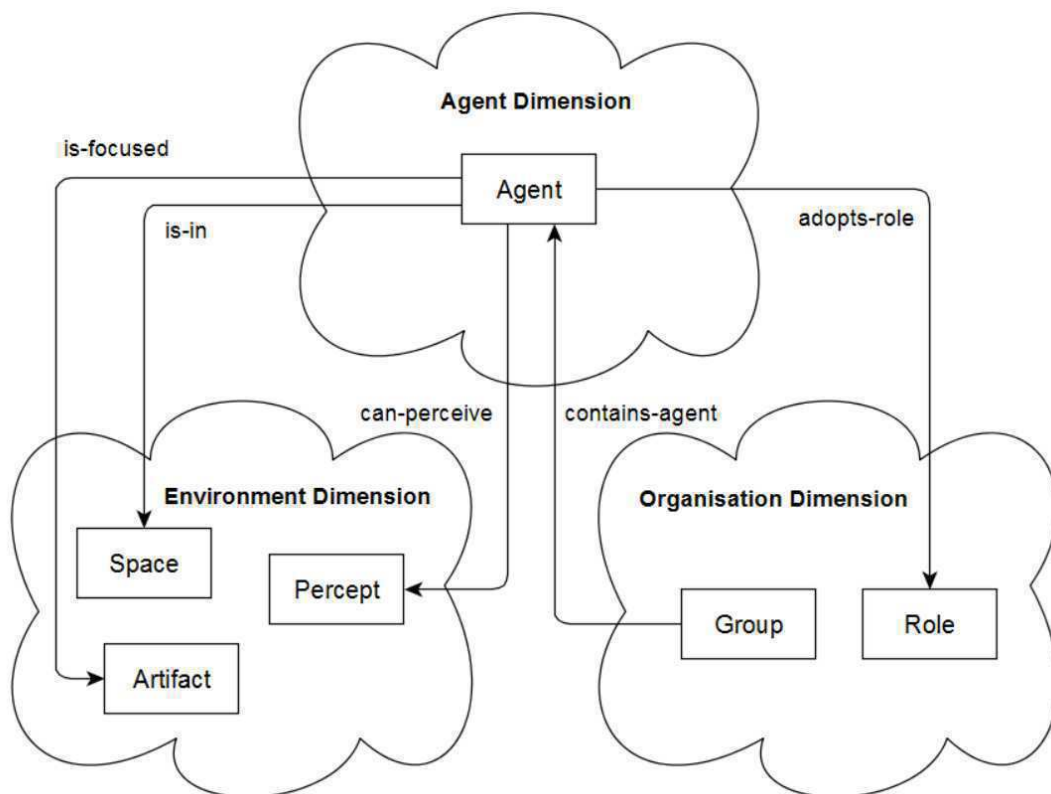 Agent Dimension
is-focused
Agent
is-in
adopts-role
can-perceive
contains-agent
Environment Dimension
Organisation Dimension
Space
Percept
Group
Role
Artifact